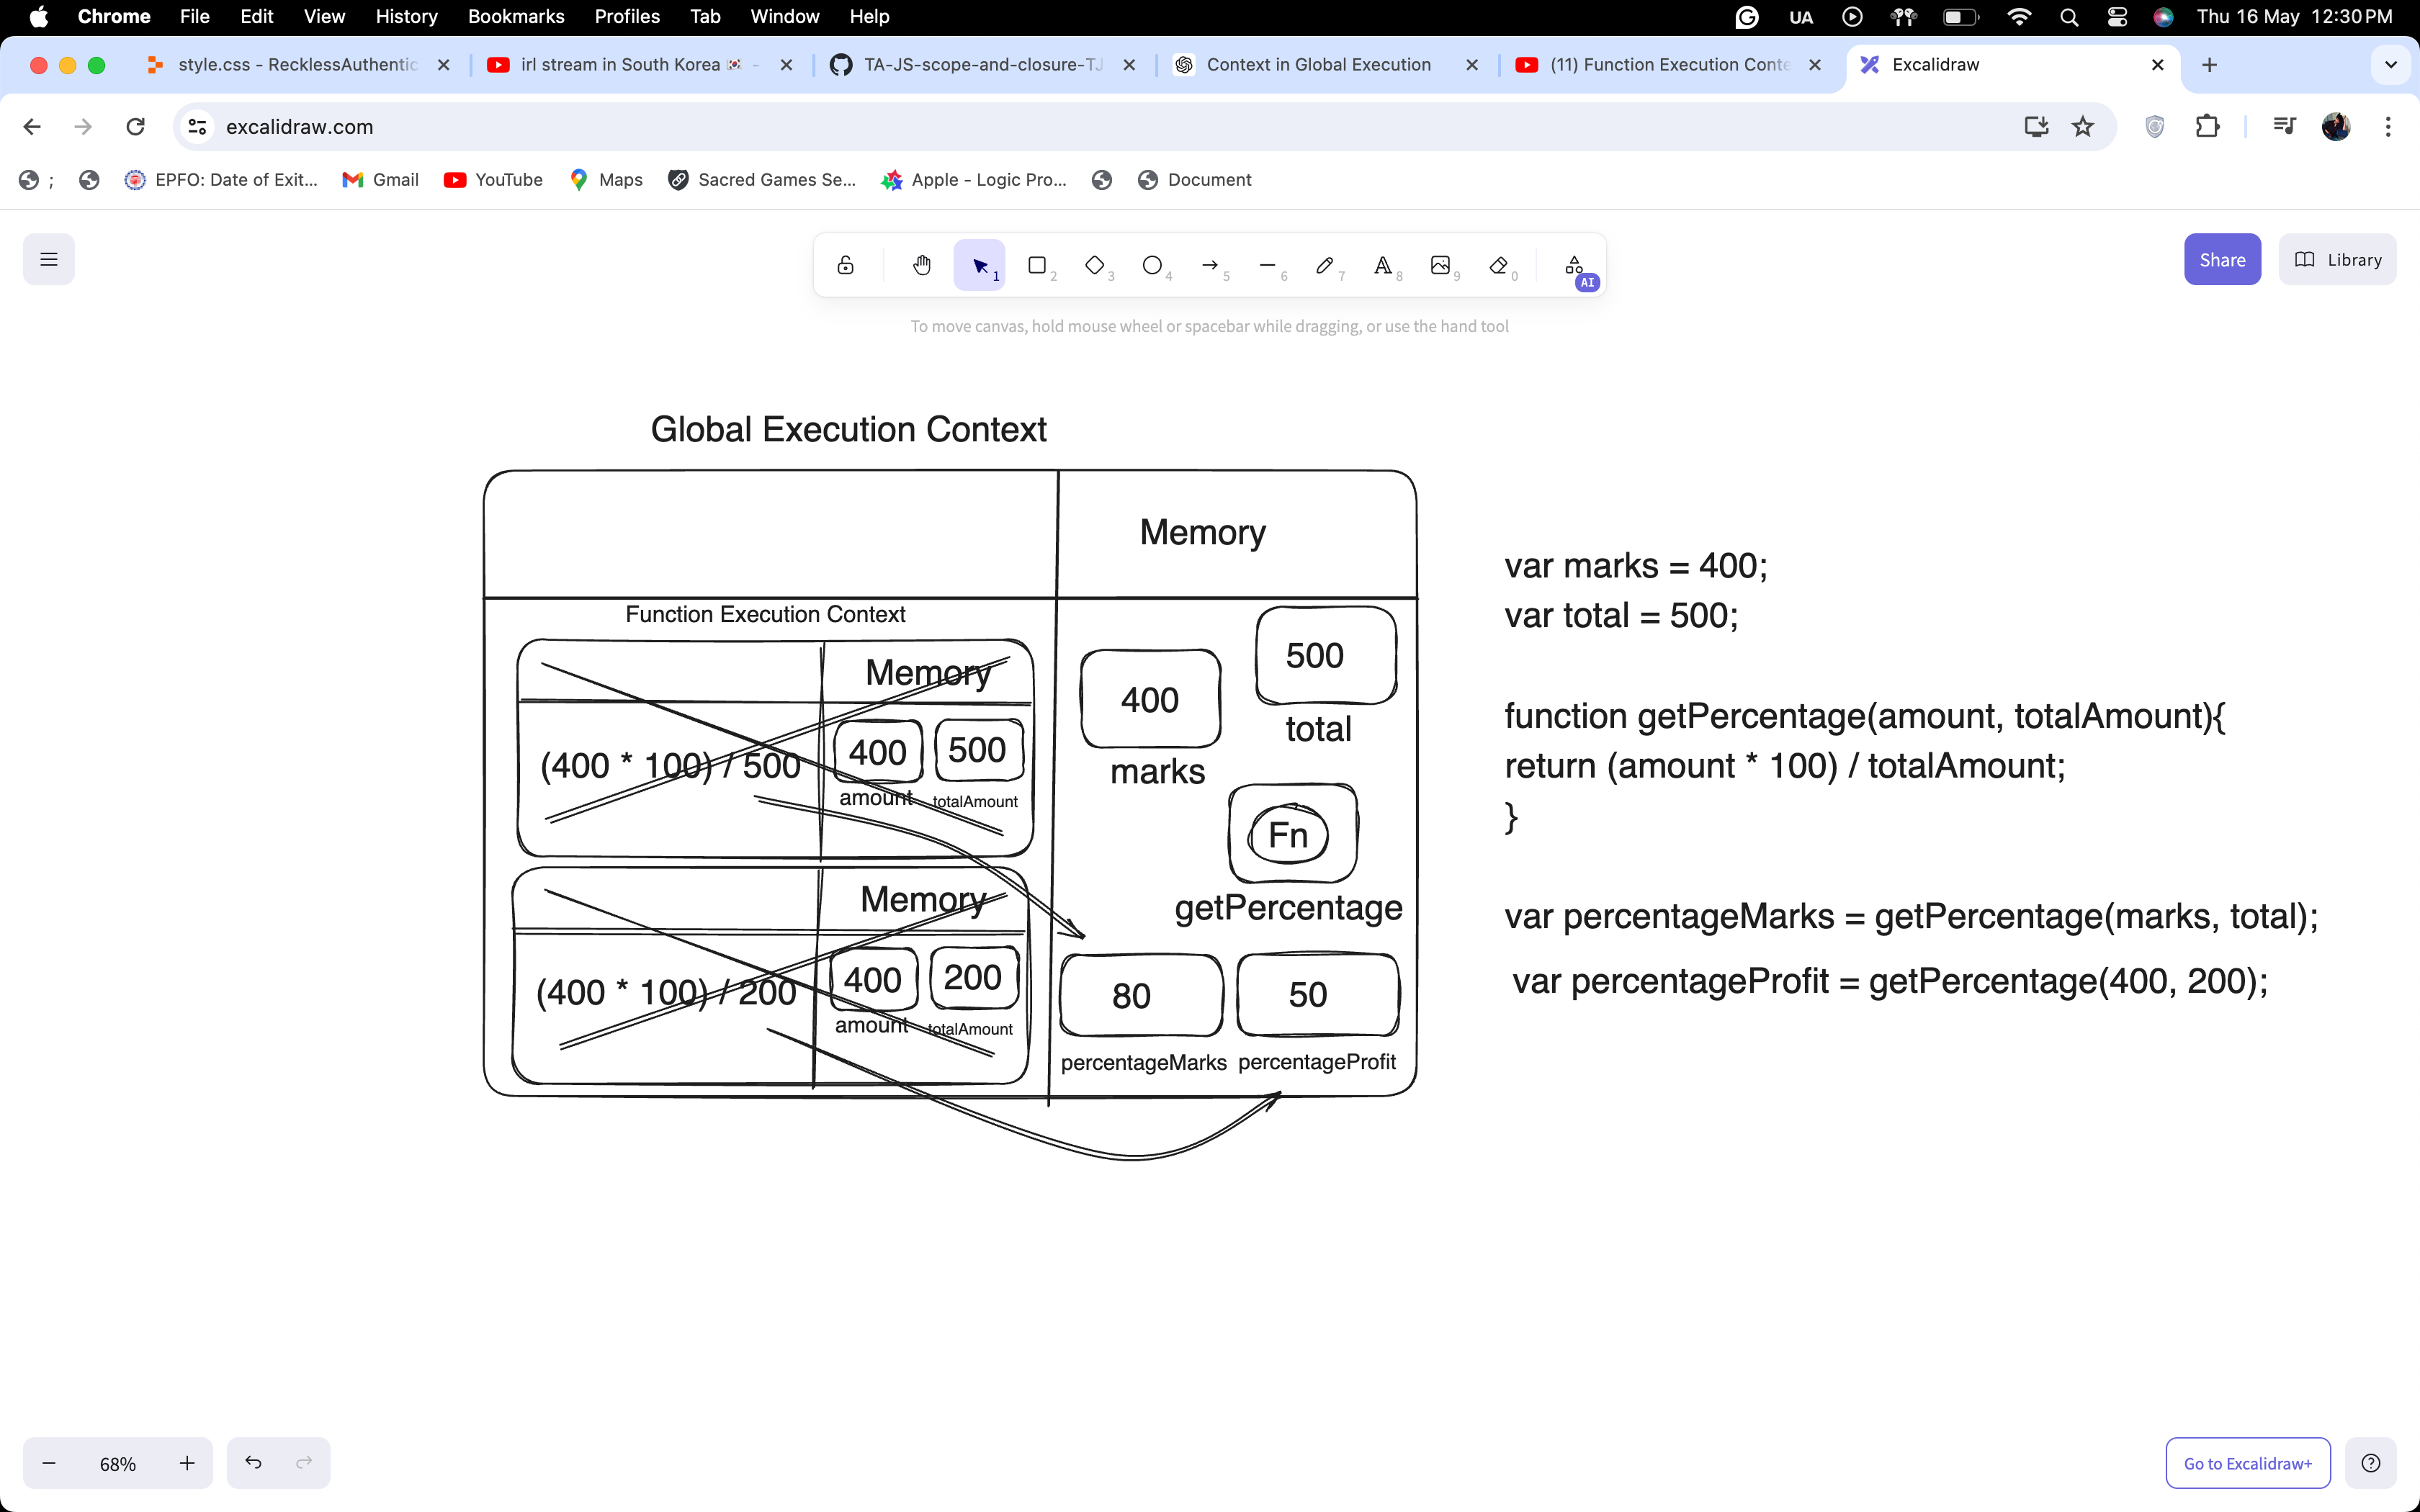 Chrome File Edit View History Bookmarks Profiles Tab Window Help UA Thu 16 May 12:30 PM
style.css - RecklessAuthentic irl stream in South Korea 🇰🇷 - TA-JS-scope-and-closure-TJ Context in Global Execution (11) Function Execution Conte Excalidraw
excalidraw.com
; EPFO: Date of Exit... Gmail YouTube Maps Sacred Games Se... Apple - Logic Pro... Document
1 2 3 4 5 6 7 8 9 0 AI
Share Library
To move canvas, hold mouse wheel or spacebar while dragging, or use the hand tool
Global Execution Context
Memory
Function Execution Context
Memory
(400 * 100) / 500
400 500
amount totalAmount
Memory
(400 * 100) / 200
400 200
amount totalAmount
500
total
400
marks
Fn
getPercentage
80 50
percentageMarks percentageProfit
var marks = 400;
var total = 500;
function getPercentage(amount, totalAmount){
return (amount * 100) / totalAmount;
}
var percentageMarks = getPercentage(marks, total);
var percentageProfit = getPercentage(400, 200);
68%
Go to Excalidraw+